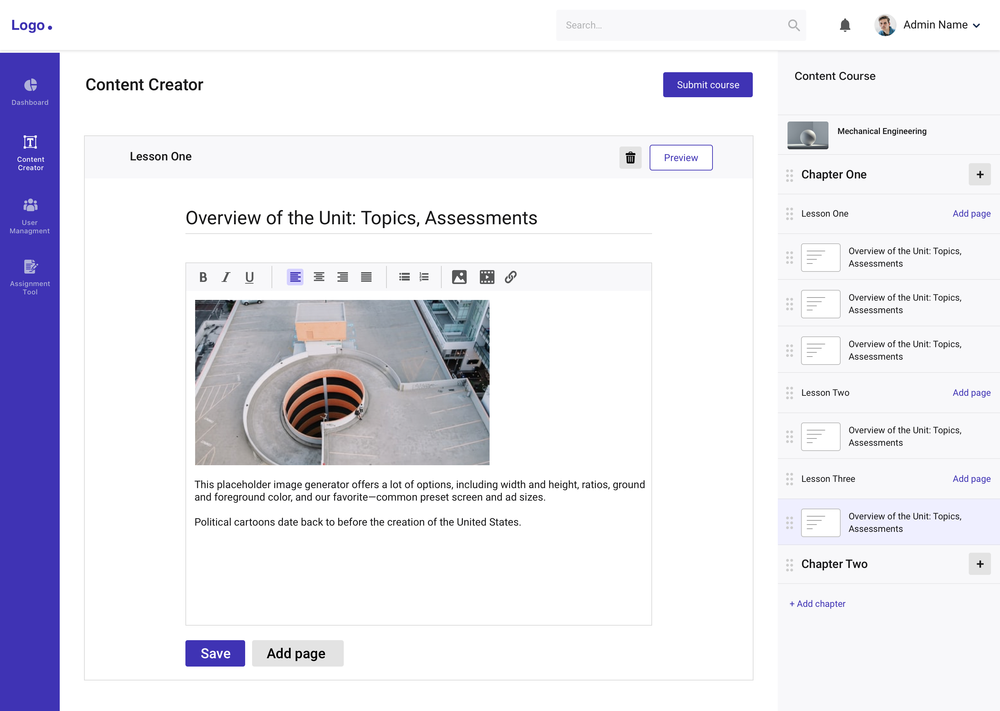 Logo
Search...
Admin Name
Dashboard
Content
Creator
User
Managment
Assignment
Tool
Content Creator
Submit course
Lesson One
Preview
Overview of the Unit: Topics, Assessments
B I U
This placeholder image generator offers a lot of options, including width and height, ratios, ground
and foreground color, and our favorite—common preset screen and ad sizes.
Political cartoons date back to before the creation of the United States.
Save
Add page
Content Course
Mechanical Engineering
Chapter One
+
Lesson One
Add page
Overview of the Unit: Topics,
Assessments
Overview of the Unit: Topics,
Assessments
Overview of the Unit: Topics,
Assessments
Lesson Two
Add page
Overview of the Unit: Topics,
Assessments
Lesson Three
Add page
Overview of the Unit: Topics,
Assessments
Chapter Two
+
+ Add chapter